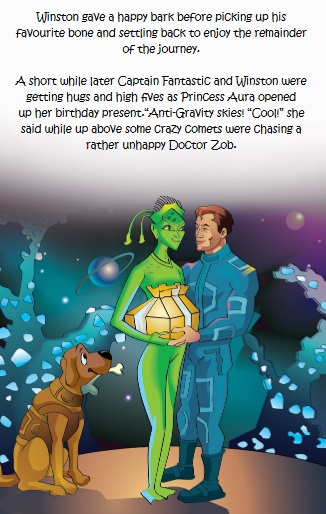 Winston gave a happy bark before picking up his
favourite bone and settling back to enjoy the remainder
of the journey.
A short while later Captain Fantastic and Winston were
getting hugs and high fives as Princess Aura opened
up her birthday present.“Anti-Gravity skies! “Cool!” she
said while up above some crazy comets were chasing a
rather unhappy Doctor Zob.